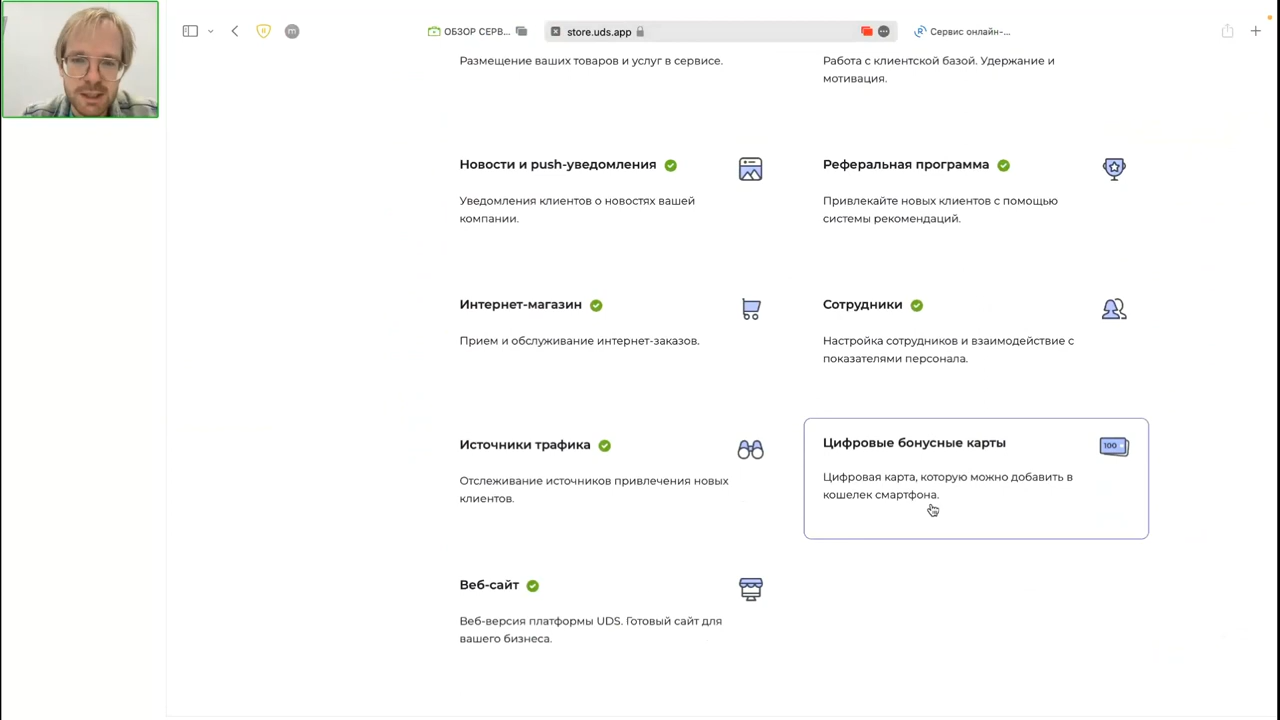 ОБЗОР СЕРВ...
store.uds.app
Сервис онлайн-...
Размещение ваших товаров и услуг в сервисе.
Работа с клиентской базой. Удержание и
мотивация.
Новости и push-уведомления
Уведомления клиентов о новостях вашей
компании.
Реферальная программа
Привлекайте новых клиентов с помощью
системы рекомендаций.
Интернет-магазин
Прием и обслуживание интернет-заказов.
Сотрудники
Настройка сотрудников и взаимодействие с
показателями персонала.
Источники трафика
Отслеживание источников привлечения новых
клиентов.
Цифровые бонусные карты
100
Цифровая карта, которую можно добавить в
кошелек смартфона.
Веб-сайт
Веб-версия платформы UDS. Готовый сайт для
вашего бизнеса.